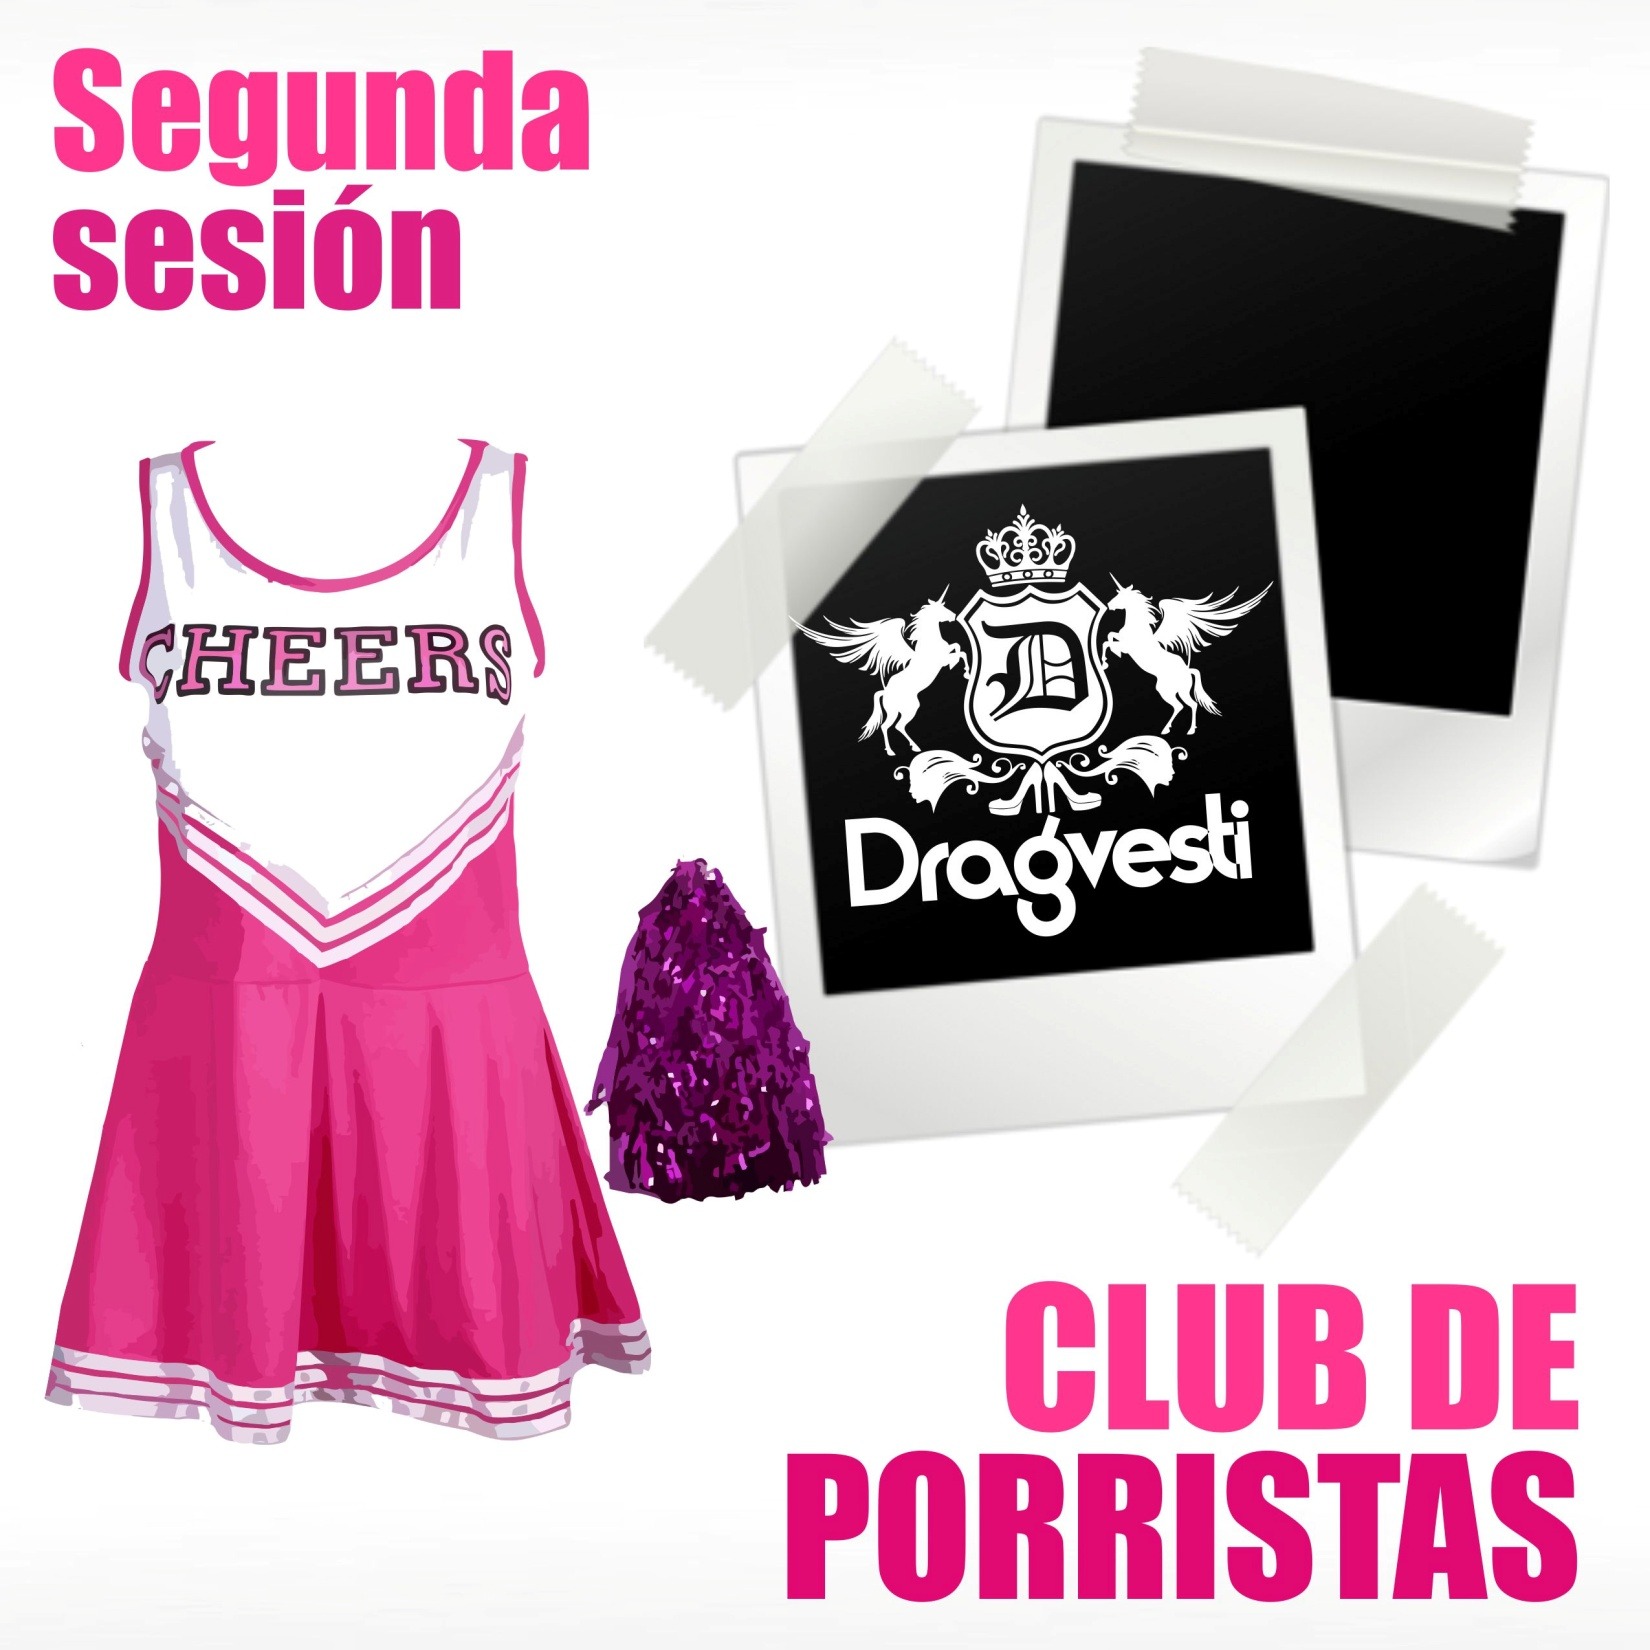 Segunda
sesión
CHEERS
D
Dragvesti
CLUB DE
PORRISTAS